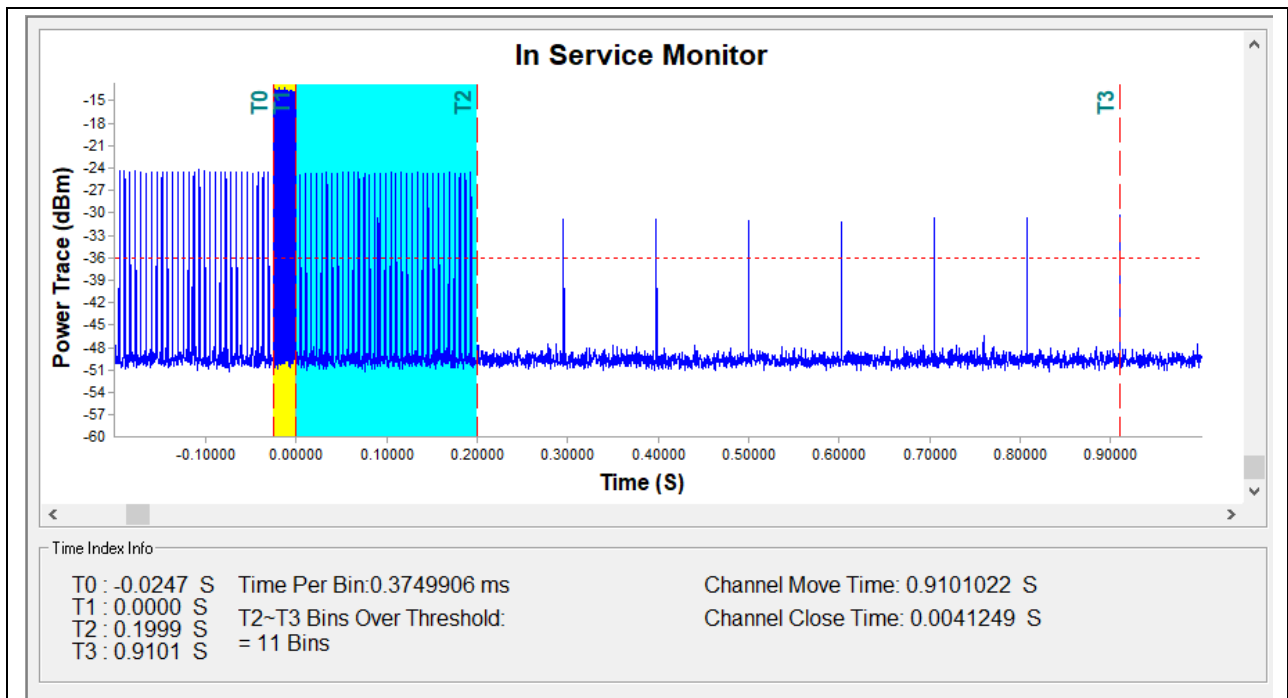 In Service Monitor
T0
T1
T2
T3
Power Trace (dBm)
-15
-18
-21
-24
-27
-30
-33
-36
-39
-42
-45
-48
-51
-54
-57
-60
-0.10000 0.00000 0.10000 0.20000 0.30000 0.40000 0.50000 0.60000 0.70000 0.80000 0.90000
Time (S)
Time Index Info
T0 : -0.0247 S
T1 : 0.0000 S
T2 : 0.1999 S
T3 : 0.9101 S
Time Per Bin:0.3749906 ms
T2~T3 Bins Over Threshold:
= 11 Bins
Channel Move Time: 0.9101022 S
Channel Close Time: 0.0041249 S